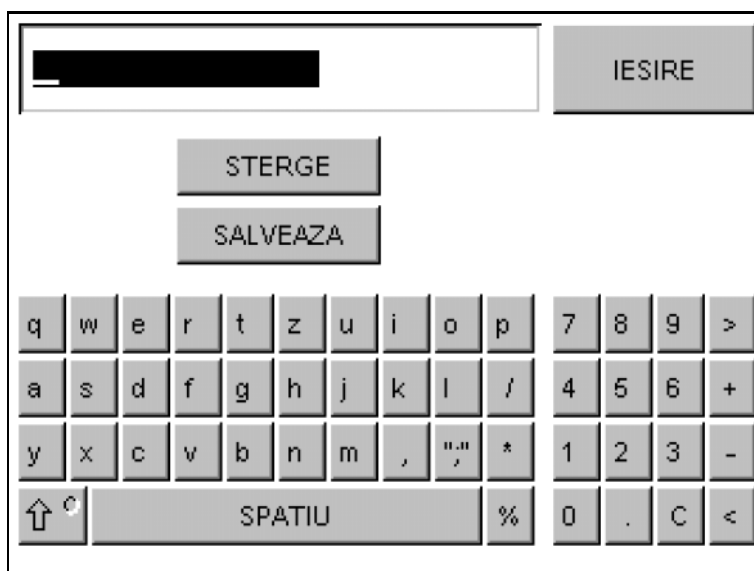 IESIRE
STERGE
SALVEAZA
q w e r t z u i o p 7 8 9 >
a s d f g h j k l / 4 5 6 +
y x c v b n m , ";" * 1 2 3 -
SPATIU % 0 . C <